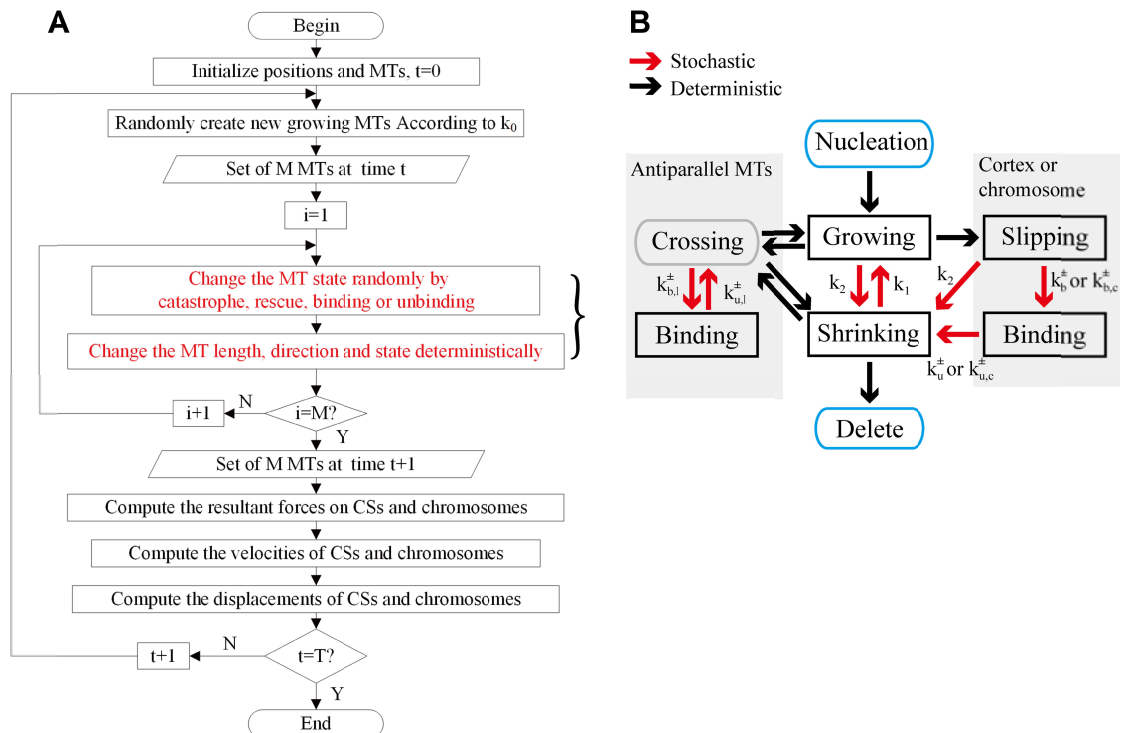 A
Begin
Initialize positions and MTs, t=0
Randomly create new growing MTs According to k₀
Set of M MTs at time t
i=1
Change the MT state randomly by
catastrophe, rescue, binding or unbinding
Change the MT length, direction and state deterministically
i=M?
N
i+1
Y
Set of M MTs at time t+1
Compute the resultant forces on CSs and chromosomes
Compute the velocities of CSs and chromosomes
Compute the displacements of CSs and chromosomes
t=T?
N
t+1
Y
End
B
Stochastic
Deterministic
Nucleation
Antiparallel MTs
Cortex or
chromosome
Crossing
Growing
Slipping
k±b,l
k±u,l
k₂
k₁
k₂
k±b or k±b,c
Binding
Shrinking
Binding
k±u or k±u,c
Delete